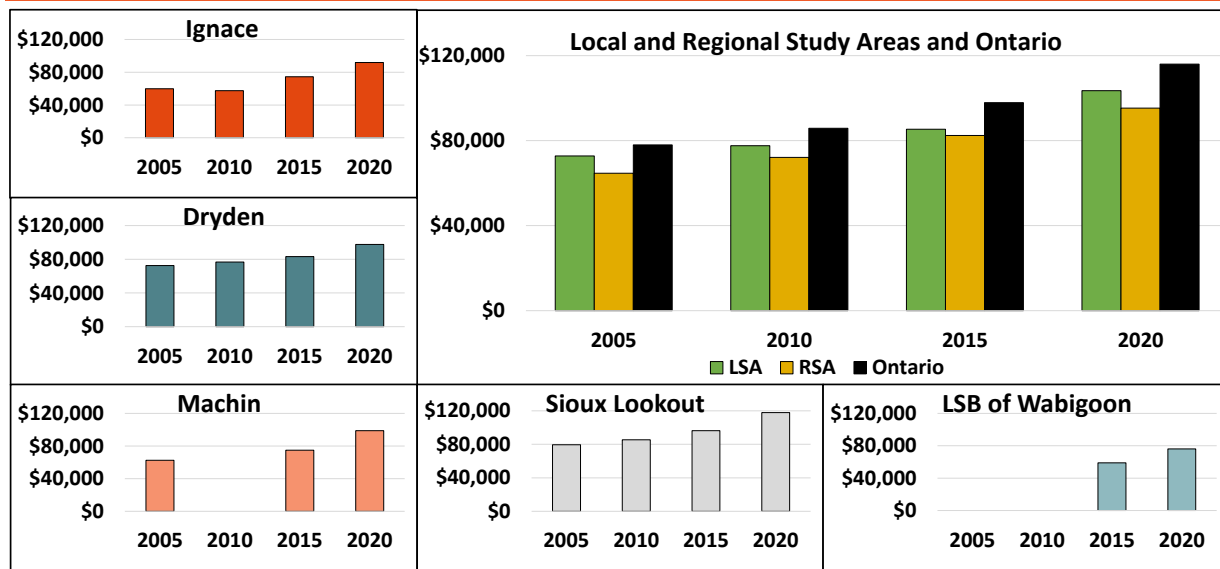 Ignace
$120,000
$80,000
$40,000
$0
2005 2010 2015 2020
Local and Regional Study Areas and Ontario
$120,000
$80,000
$40,000
$0
2005 2010 2015 2020
LSA RSA Ontario
Dryden
$120,000
$80,000
$40,000
$0
2005 2010 2015 2020
Machin
$120,000
$80,000
$40,000
$0
2005 2010 2015 2020
Sioux Lookout
$120,000
$80,000
$40,000
$0
2005 2010 2015 2020
LSB of Wabigoon
$120,000
$80,000
$40,000
$0
2005 2010 2015 2020